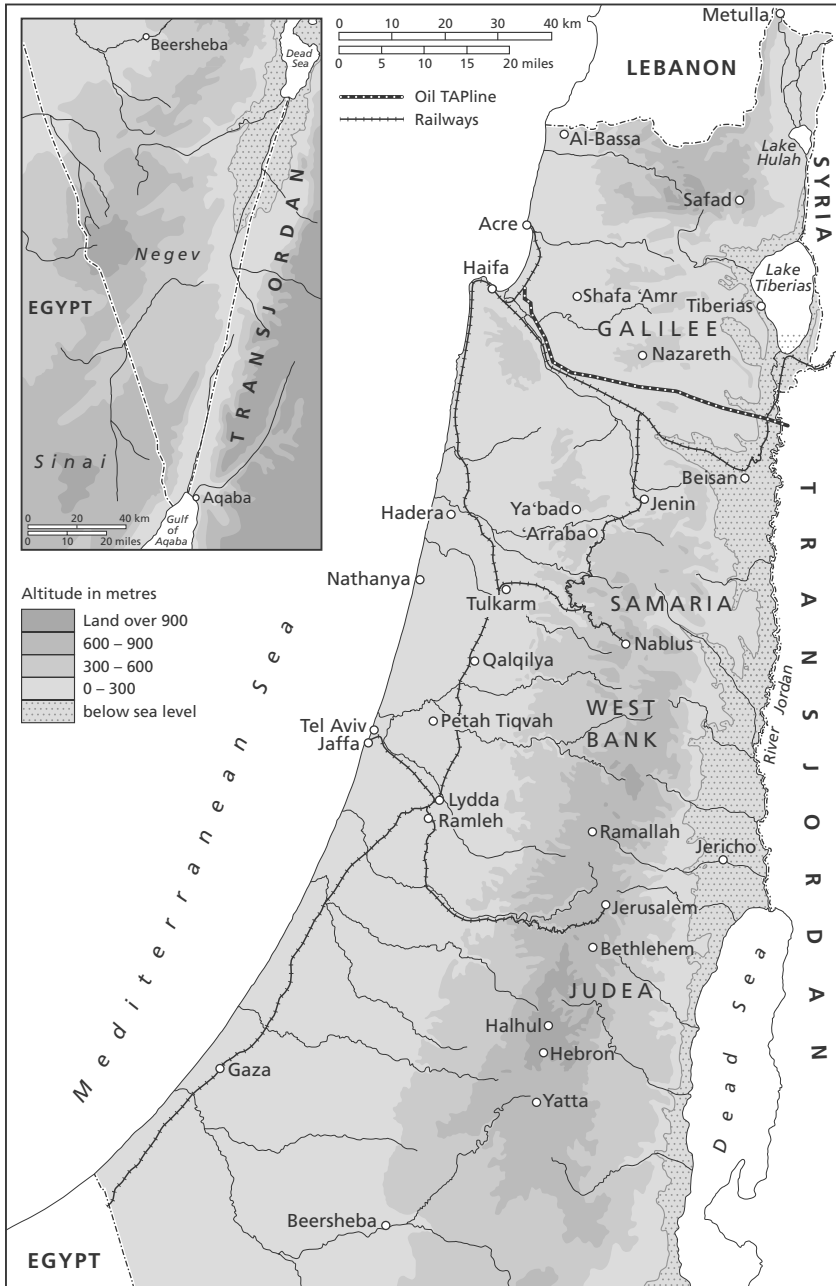 Beersheba
Dead
Sea
Negev
EGYPT
TRANSJORDAN
Sinai
Aqaba
Gulf
of
Aqaba
0 20 40 km
0 10 20 miles
0 10 20 30 40 km
0 5 10 15 20 miles
Oil TAPline
Railways
Altitude in metres
Land over 900
600 – 900
300 – 600
0 – 300
below sea level
Metulla
LEBANON
Al-Bassa
Lake
Hulah
SYRIA
Safad
Acre
Haifa
Lake
Tiberias
Shafa ‘Amr
Tiberias
GALILEE
Nazareth
Beisan
Jenin
Hadera
Ya‘bad
‘Arraba
TRANSJORDAN
Nathanya
Tulkarm
SAMARIA
Nablus
Qalqilya
WEST
BANK
Petah Tiqvah
River Jordan
Tel Aviv
Jaffa
Lydda
Ramleh
Ramallah
Jericho
Mediterranean Sea
Jerusalem
Bethlehem
JUDEA
Halhul
Hebron
Dead Sea
Gaza
Yatta
Beersheba
EGYPT